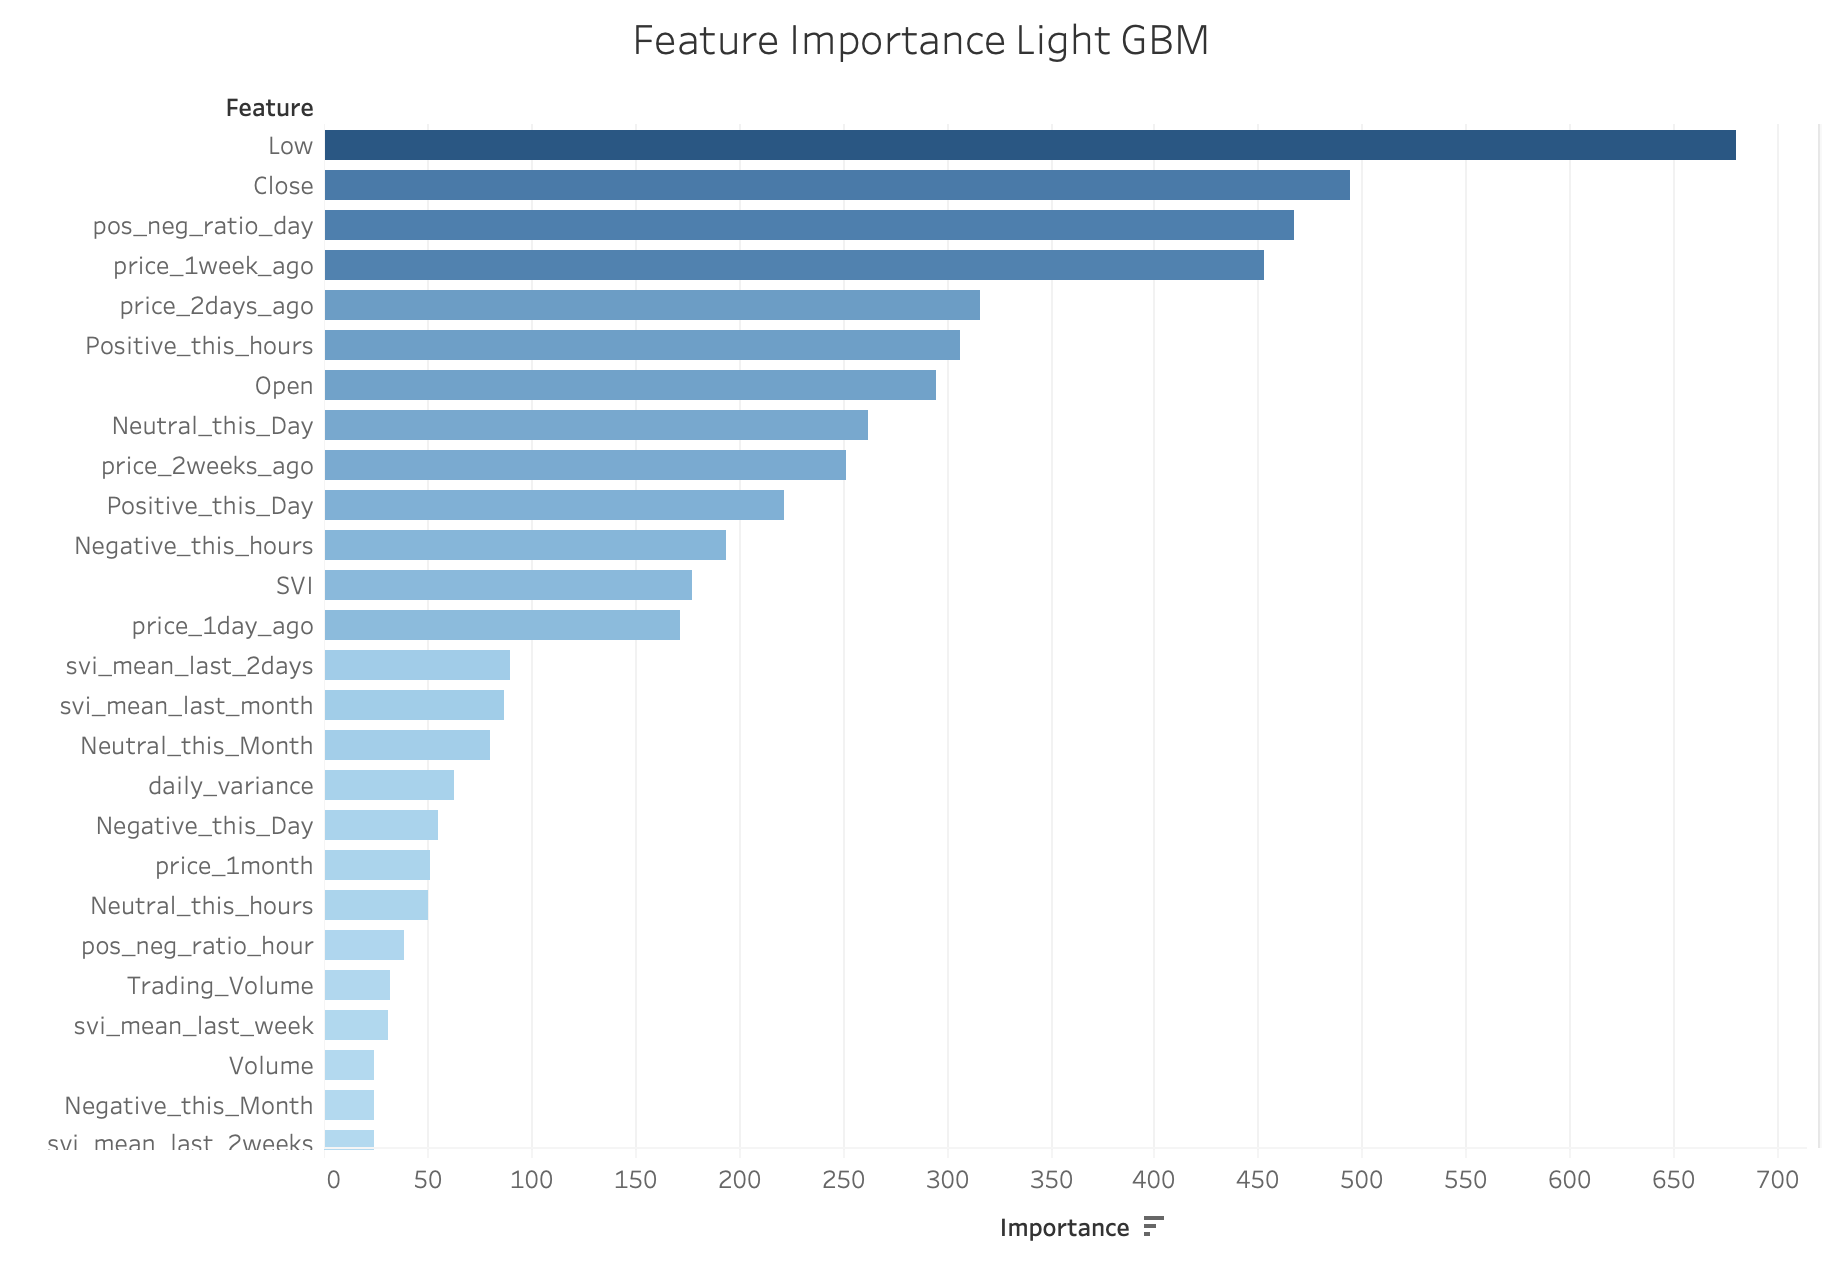 Feature Importance Light GBM
Feature
Low
Close
pos_neg_ratio_day
price_1week_ago
price_2days_ago
Positive_this_hours
Open
Neutral_this_Day
price_2weeks_ago
Positive_this_Day
Negative_this_hours
SVI
price_1day_ago
svi_mean_last_2days
svi_mean_last_month
Neutral_this_Month
daily_variance
Negative_this_Day
price_1month
Neutral_this_hours
pos_neg_ratio_hour
Trading_Volume
svi_mean_last_week
Volume
Negative_this_Month
svi_mean_last_2weeks
0 50 100 150 200 250 300 350 400 450 500 550 600 650 700
Importance